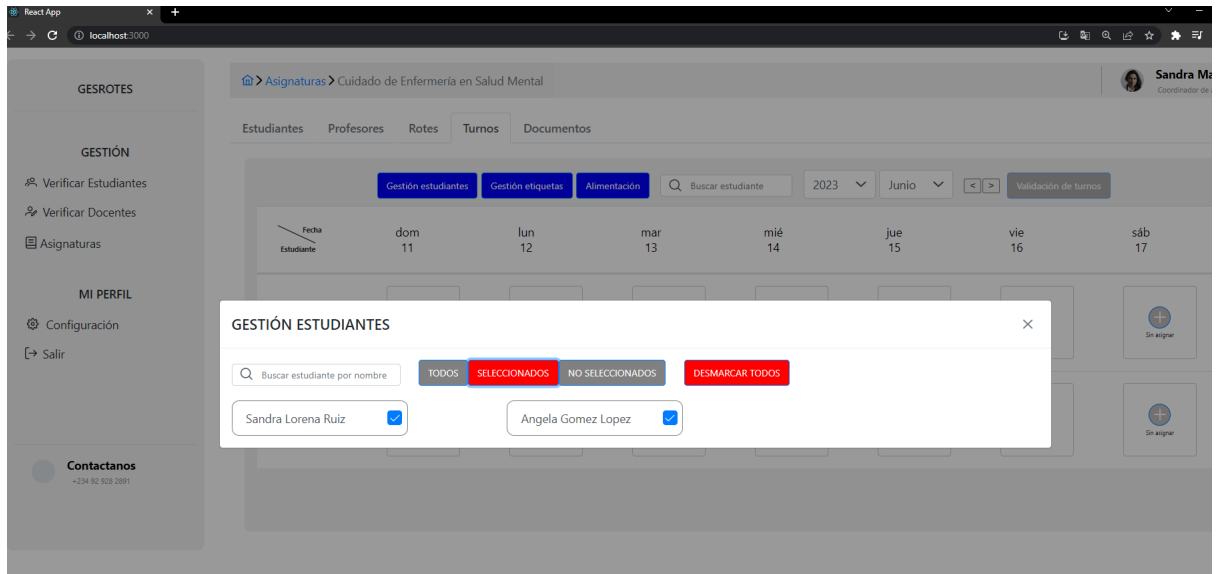 React App
localhost:3000
GESROTES
Asignaturas Cuidado de Enfermería en Salud Mental
Sandra Ma
Coordinador de a
Estudiantes Profesores Rotes Turnos Documentos
GESTIÓN
Verificar Estudiantes
Verificar Docentes
Asignaturas
MI PERFIL
Configuración
Salir
Contactanos
+234 92 928 2891
Gestión estudiantes Gestión etiquetas Alimentación Buscar estudiante 2023 Junio < > Validación de turnos
Fecha
Estudiante
dom lun mar mié jue vie sáb
11 12 13 14 15 16 17
Sin asignar
GESTIÓN ESTUDIANTES
Buscar estudiante por nombre TODOS SELECCIONADOS NO SELECCIONADOS DESMARCAR TODOS
Sandra Lorena Ruiz Angela Gomez Lopez
Sin asignar